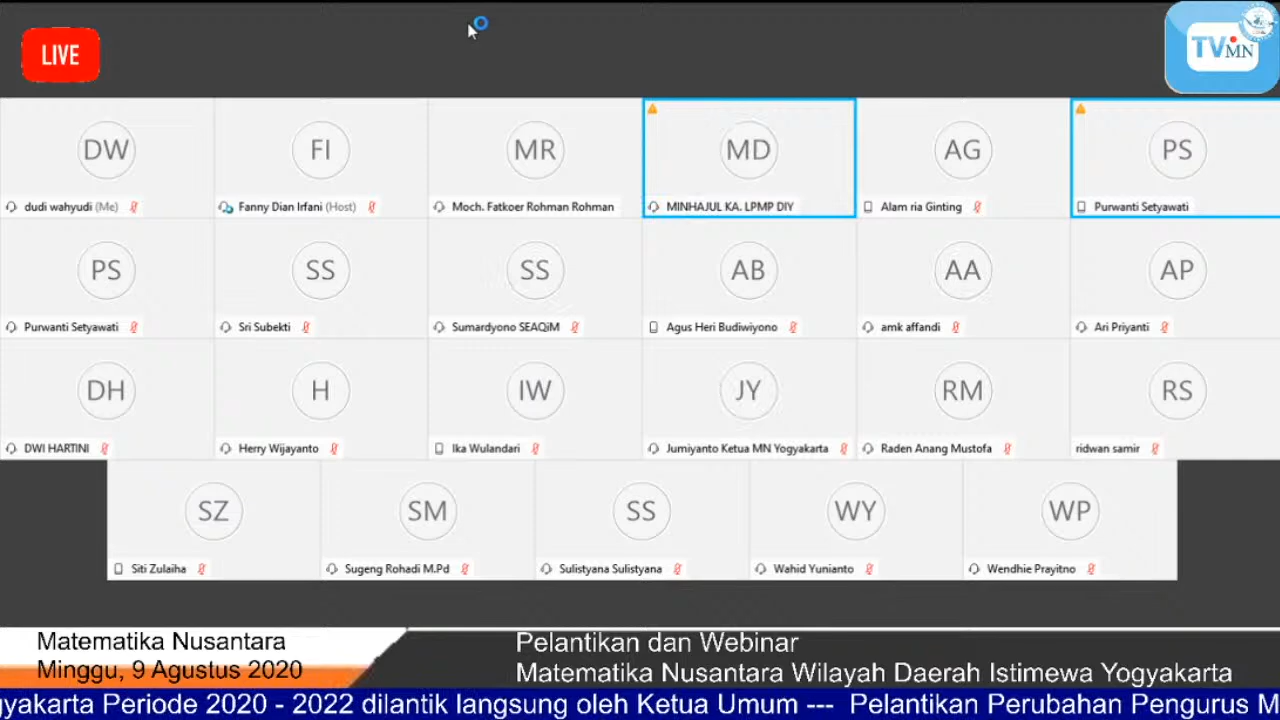 LIVE
TVMN
DW
FI
MR
MD
AG
PS
dudi wahyudi (Me)
Fanny Dian Irfani (Host)
Moch. Fatkoer Rohman Rohman
MINHAJUL KA. LPMP DIY
Alam ria Ginting
Purwanti Setyawati
PS
SS
SS
AB
AA
AP
Purwanti Setyawati
Sri Subekti
Sumardyono SEAQiM
Agus Heri Budiwiyono
amk affandi
Ari Priyanti
DH
H
IW
JY
RM
RS
DWI HARTINI
Herry Wijayanto
Ika Wulandari
Jumiyanto Ketua MN Yogyakarta
Raden Anang Mustofa
ridwan samir
SZ
SM
SS
WY
WP
Siti Zulaiha
Sugeng Rohadi M.Pd
Sulistyana Sulistyana
Wahid Yunianto
Wendhie Prayitno
Matematika Nusantara
Minggu, 9 Agustus 2020
Pelantikan dan Webinar
Matematika Nusantara Wilayah Daerah Istimewa Yogyakarta
gyakarta Periode 2020 - 2022 dilantik langsung oleh Ketua Umum --- Pelantikan Perubahan Pengurus M